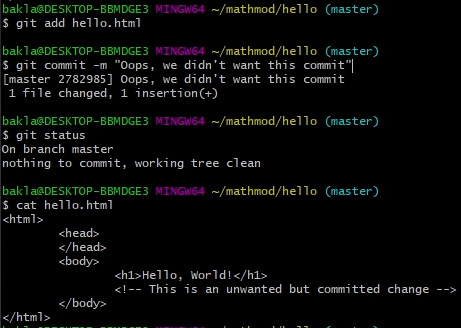 bakla@DESKTOP-BBMDGE3 MINGW64 ~/mathmod/hello (master)
$ git add hello.html
bakla@DESKTOP-BBMDGE3 MINGW64 ~/mathmod/hello (master)
$ git commit -m "Oops, we didn't want this commit"
[master 2782985] Oops, we didn't want this commit
 1 file changed, 1 insertion(+)
bakla@DESKTOP-BBMDGE3 MINGW64 ~/mathmod/hello (master)
$ git status
On branch master
nothing to commit, working tree clean
bakla@DESKTOP-BBMDGE3 MINGW64 ~/mathmod/hello (master)
$ cat hello.html
<html>
        <head>
        </head>
        <body>
                <h1>Hello, World!</h1>
                <!-- This is an unwanted but committed change -->
        </body>
</html>